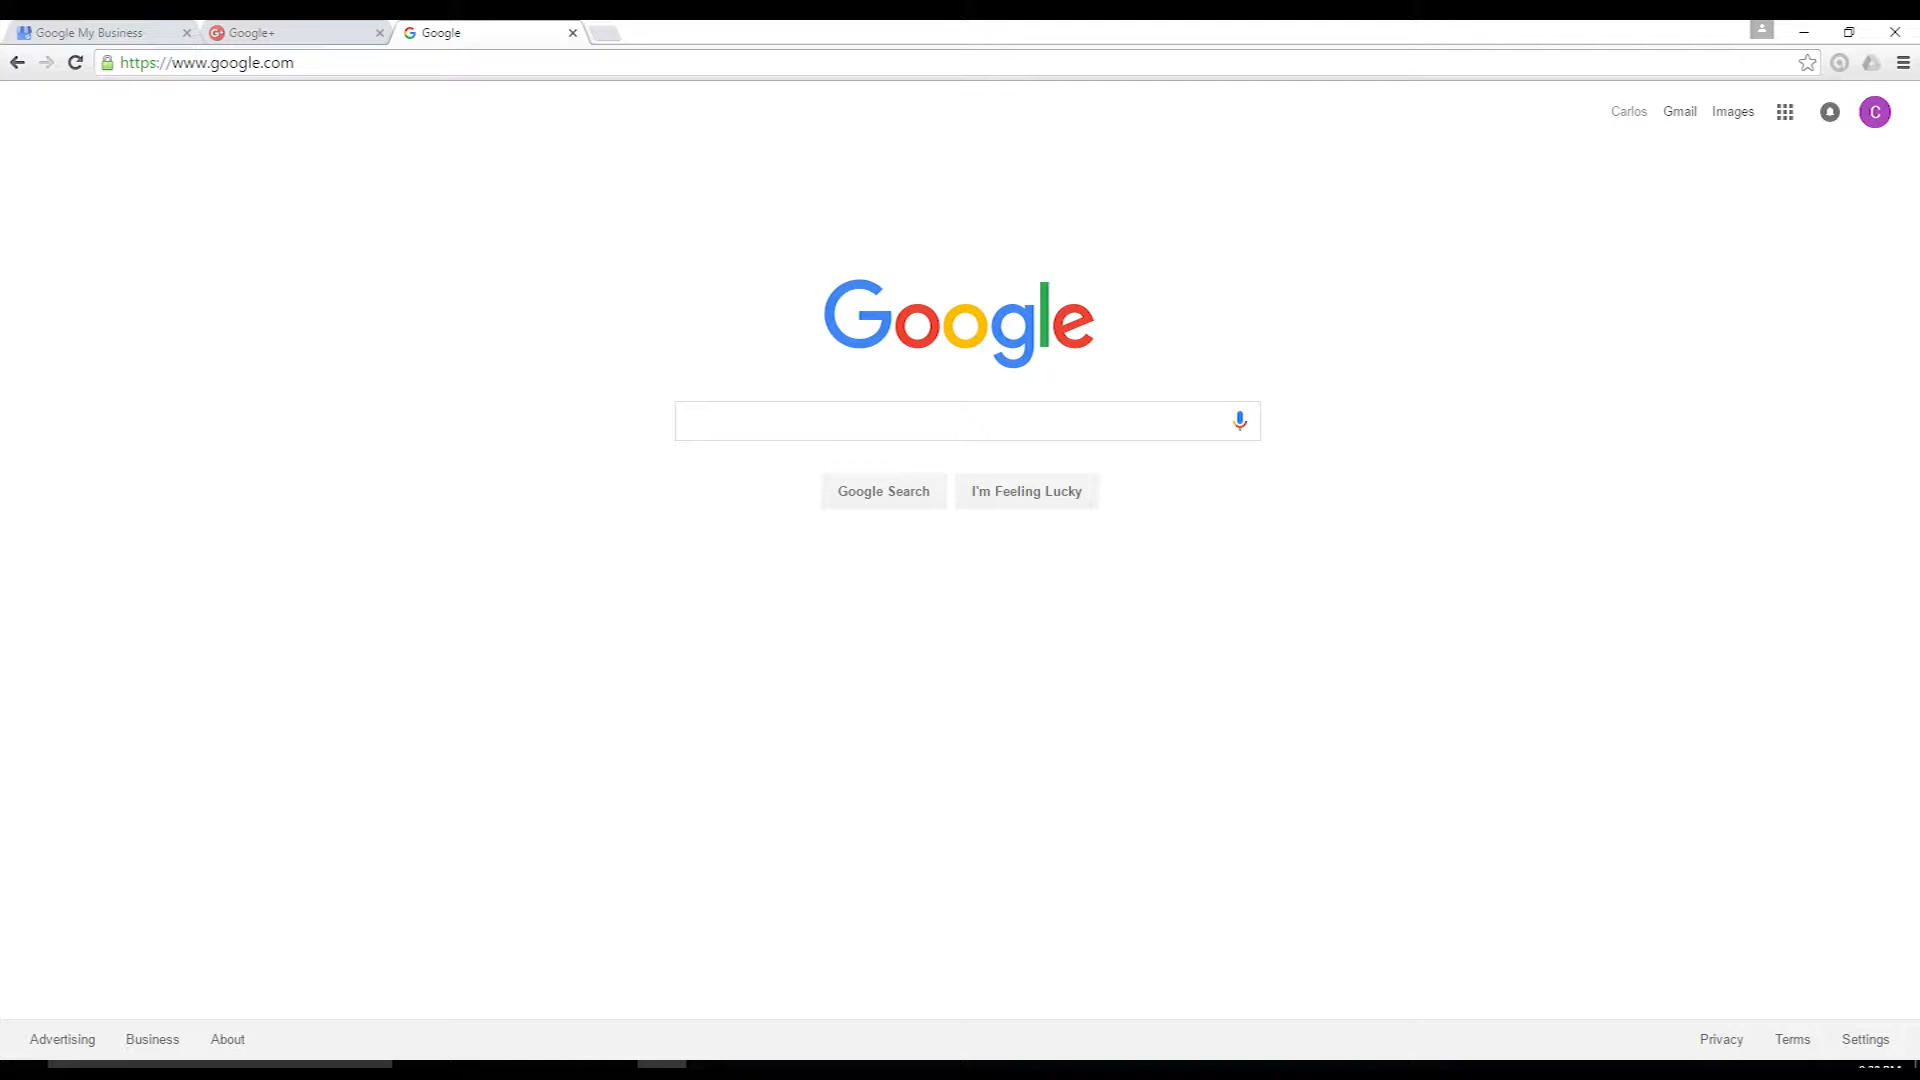 Google My Business
Google+
Google
https://www.google.com
Carlos Gmail Images C
Google
Google Search I'm Feeling Lucky
Advertising Business About Privacy Terms Settings